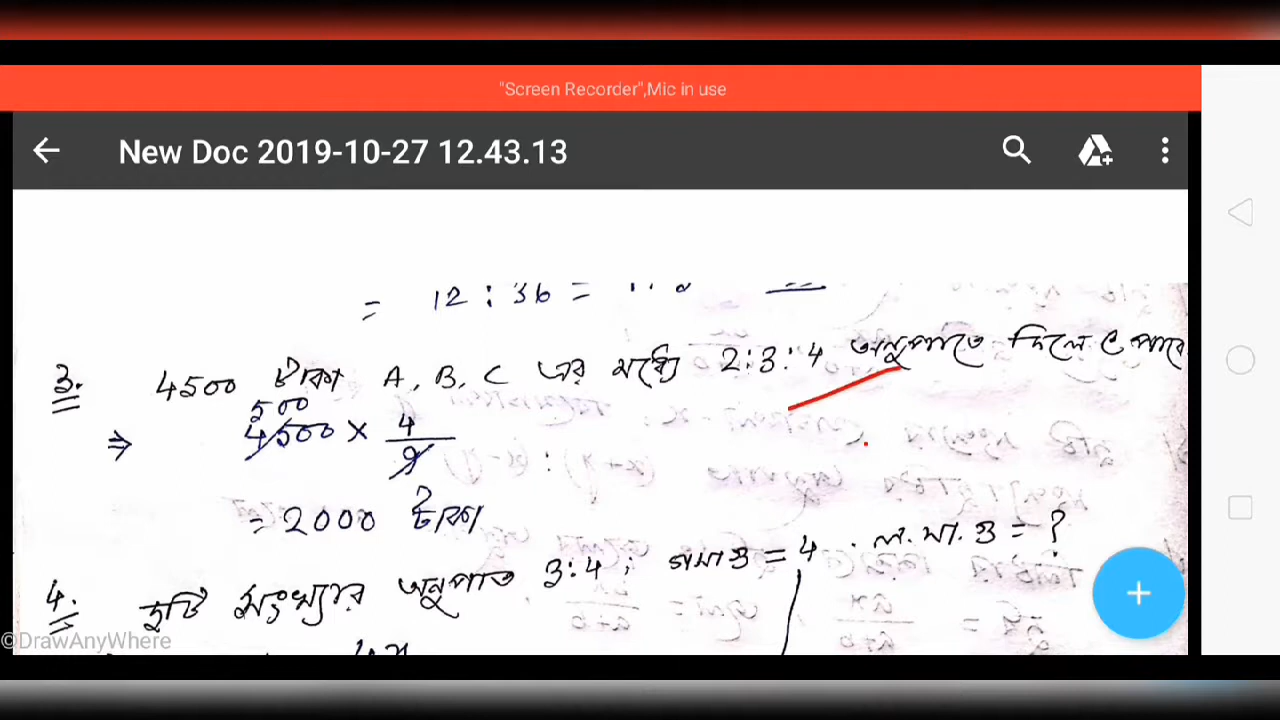 "Screen Recorder",Mic in use
New Doc 2019-10-27 12.43.13
= 12 : 36 =
3. 4500 টাকা A, B, C এর মধ্যে 2:3:4 অনুপাতে দিলে C পাবে
500
⇒ 4500 × 4/9
= 2000 টাকা
4. দুটি সংখ্যার অনুপাত 3:4, গসাগু = 4 . ল.সা.গু = ?
©DrawAnyWhere